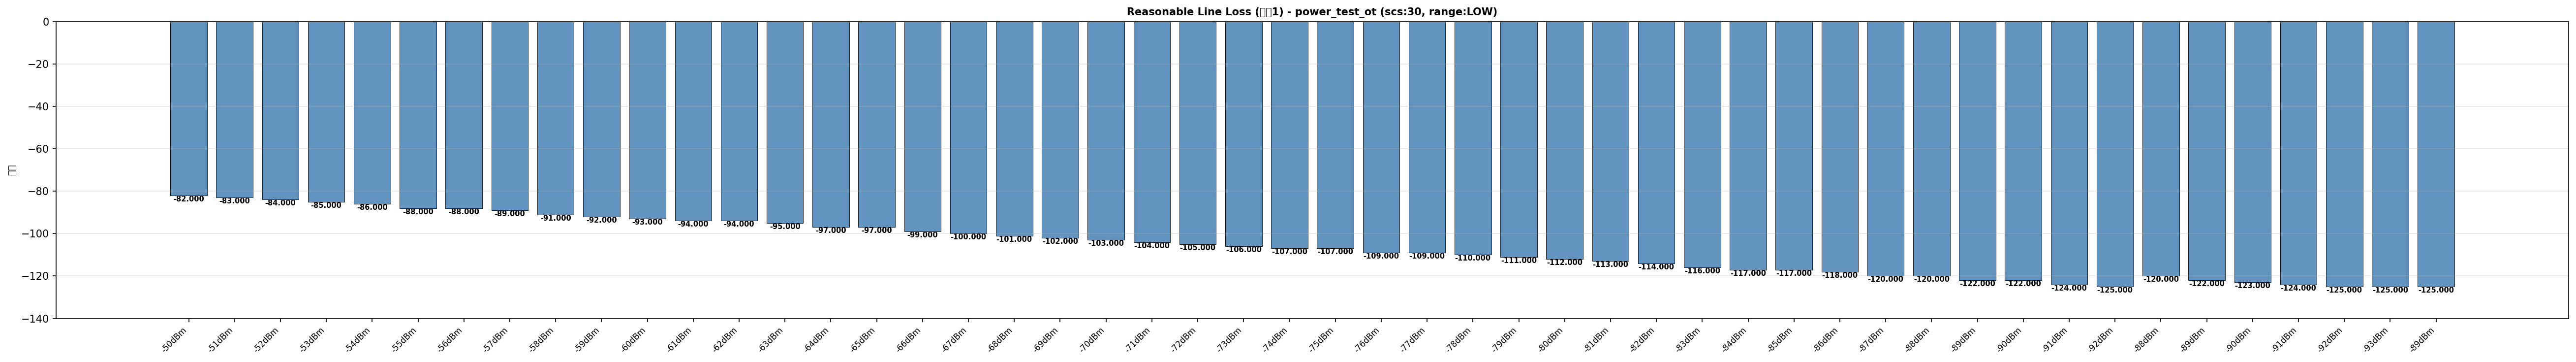 Reasonable Line Loss (1) - power_test_ot (scs:30, range:LOW)
0
−20
−40
−60
−80
−100
−120
−140
-82.000 -83.000 -84.000 -85.000 -86.000 -88.000 -88.000 -89.000 -91.000 -92.000 -93.000 -94.000 -94.000 -95.000 -97.000 -97.000 -99.000 -100.000 -101.000 -102.000 -103.000 -104.000 -105.000 -106.000 -107.000 -107.000 -109.000 -109.000 -110.000 -111.000 -112.000 -113.000 -114.000 -116.000 -117.000 -117.000 -118.000 -120.000 -120.000 -122.000 -122.000 -124.000 -125.000 -120.000 -122.000 -123.000 -124.000 -125.000 -125.000 -125.000
-50dBm -51dBm -52dBm -53dBm -54dBm -55dBm -56dBm -57dBm -58dBm -59dBm -60dBm -61dBm -62dBm -63dBm -64dBm -65dBm -66dBm -67dBm -68dBm -69dBm -70dBm -71dBm -72dBm -73dBm -74dBm -75dBm -76dBm -77dBm -78dBm -79dBm -80dBm -81dBm -82dBm -83dBm -84dBm -85dBm -86dBm -87dBm -88dBm -89dBm -90dBm -91dBm -92dBm -88dBm -89dBm -90dBm -91dBm -92dBm -93dBm -89dBm